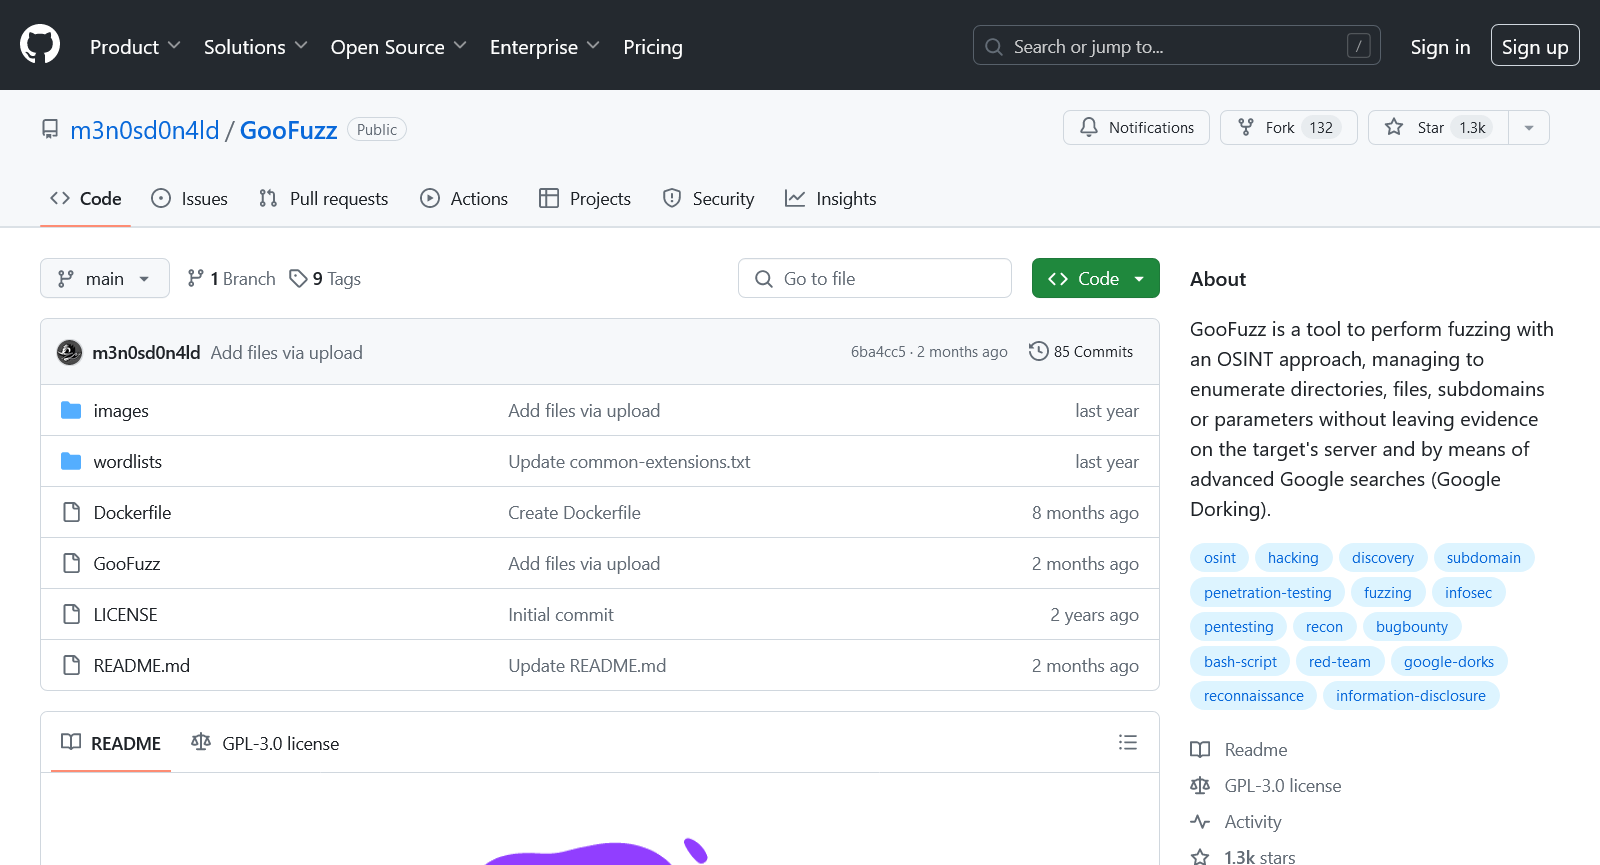 Product Solutions Open Source Enterprise Pricing Search or jump to... / Sign in Sign up
m3n0sd0n4ld / GooFuzz Public Notifications Fork 132 Star 1.3k
Code Issues Pull requests Actions Projects Security Insights
main 1 Branch 9 Tags Go to file Code
m3n0sd0n4ld Add files via upload 6ba4cc5 · 2 months ago 85 Commits
images Add files via upload last year
wordlists Update common-extensions.txt last year
Dockerfile Create Dockerfile 8 months ago
GooFuzz Add files via upload 2 months ago
LICENSE Initial commit 2 years ago
README.md Update README.md 2 months ago
README GPL-3.0 license
About
GooFuzz is a tool to perform fuzzing with
an OSINT approach, managing to
enumerate directories, files, subdomains
or parameters without leaving evidence
on the target's server and by means of
advanced Google searches (Google
Dorking).
osint hacking discovery subdomain
penetration-testing fuzzing infosec
pentesting recon bugbounty
bash-script red-team google-dorks
reconnaissance information-disclosure
Readme
GPL-3.0 license
Activity
1.3k stars